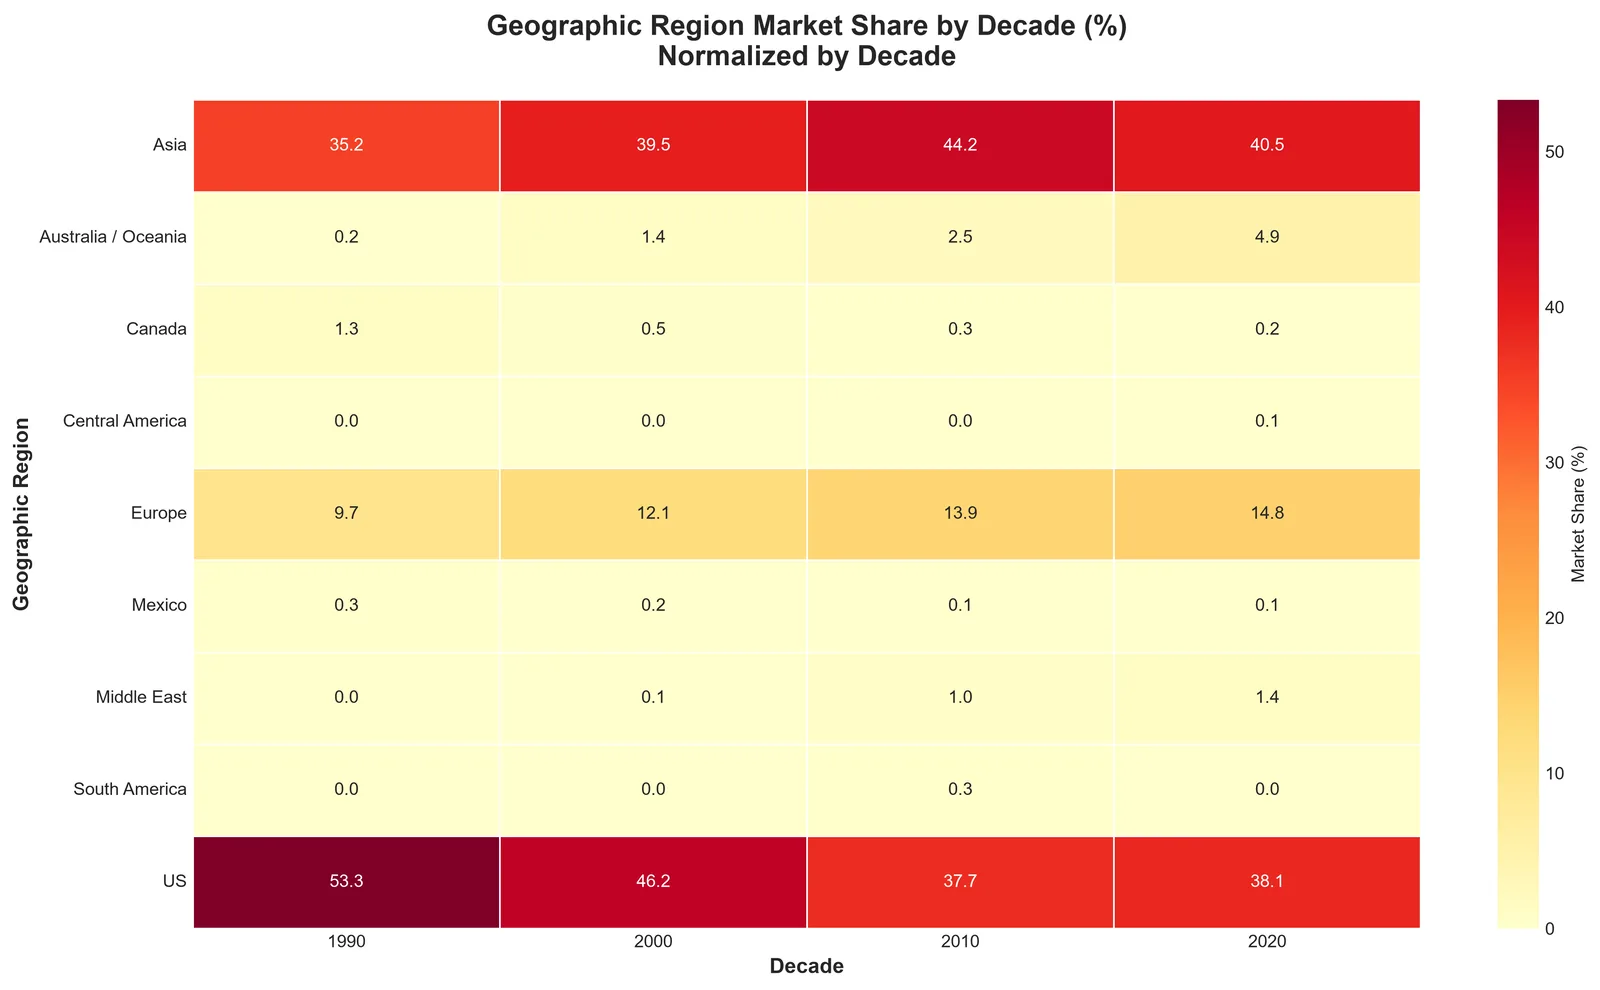 Geographic Region Market Share by Decade (%)
Normalized by Decade
Asia 35.2 39.5 44.2 40.5
Australia / Oceania 0.2 1.4 2.5 4.9
Canada 1.3 0.5 0.3 0.2
Central America 0.0 0.0 0.0 0.1
Europe 9.7 12.1 13.9 14.8
Mexico 0.3 0.2 0.1 0.1
Middle East 0.0 0.1 1.0 1.4
South America 0.0 0.0 0.3 0.0
US 53.3 46.2 37.7 38.1
1990 2000 2010 2020
Decade
Geographic Region
50
40
30
20
10
0
Market Share (%)